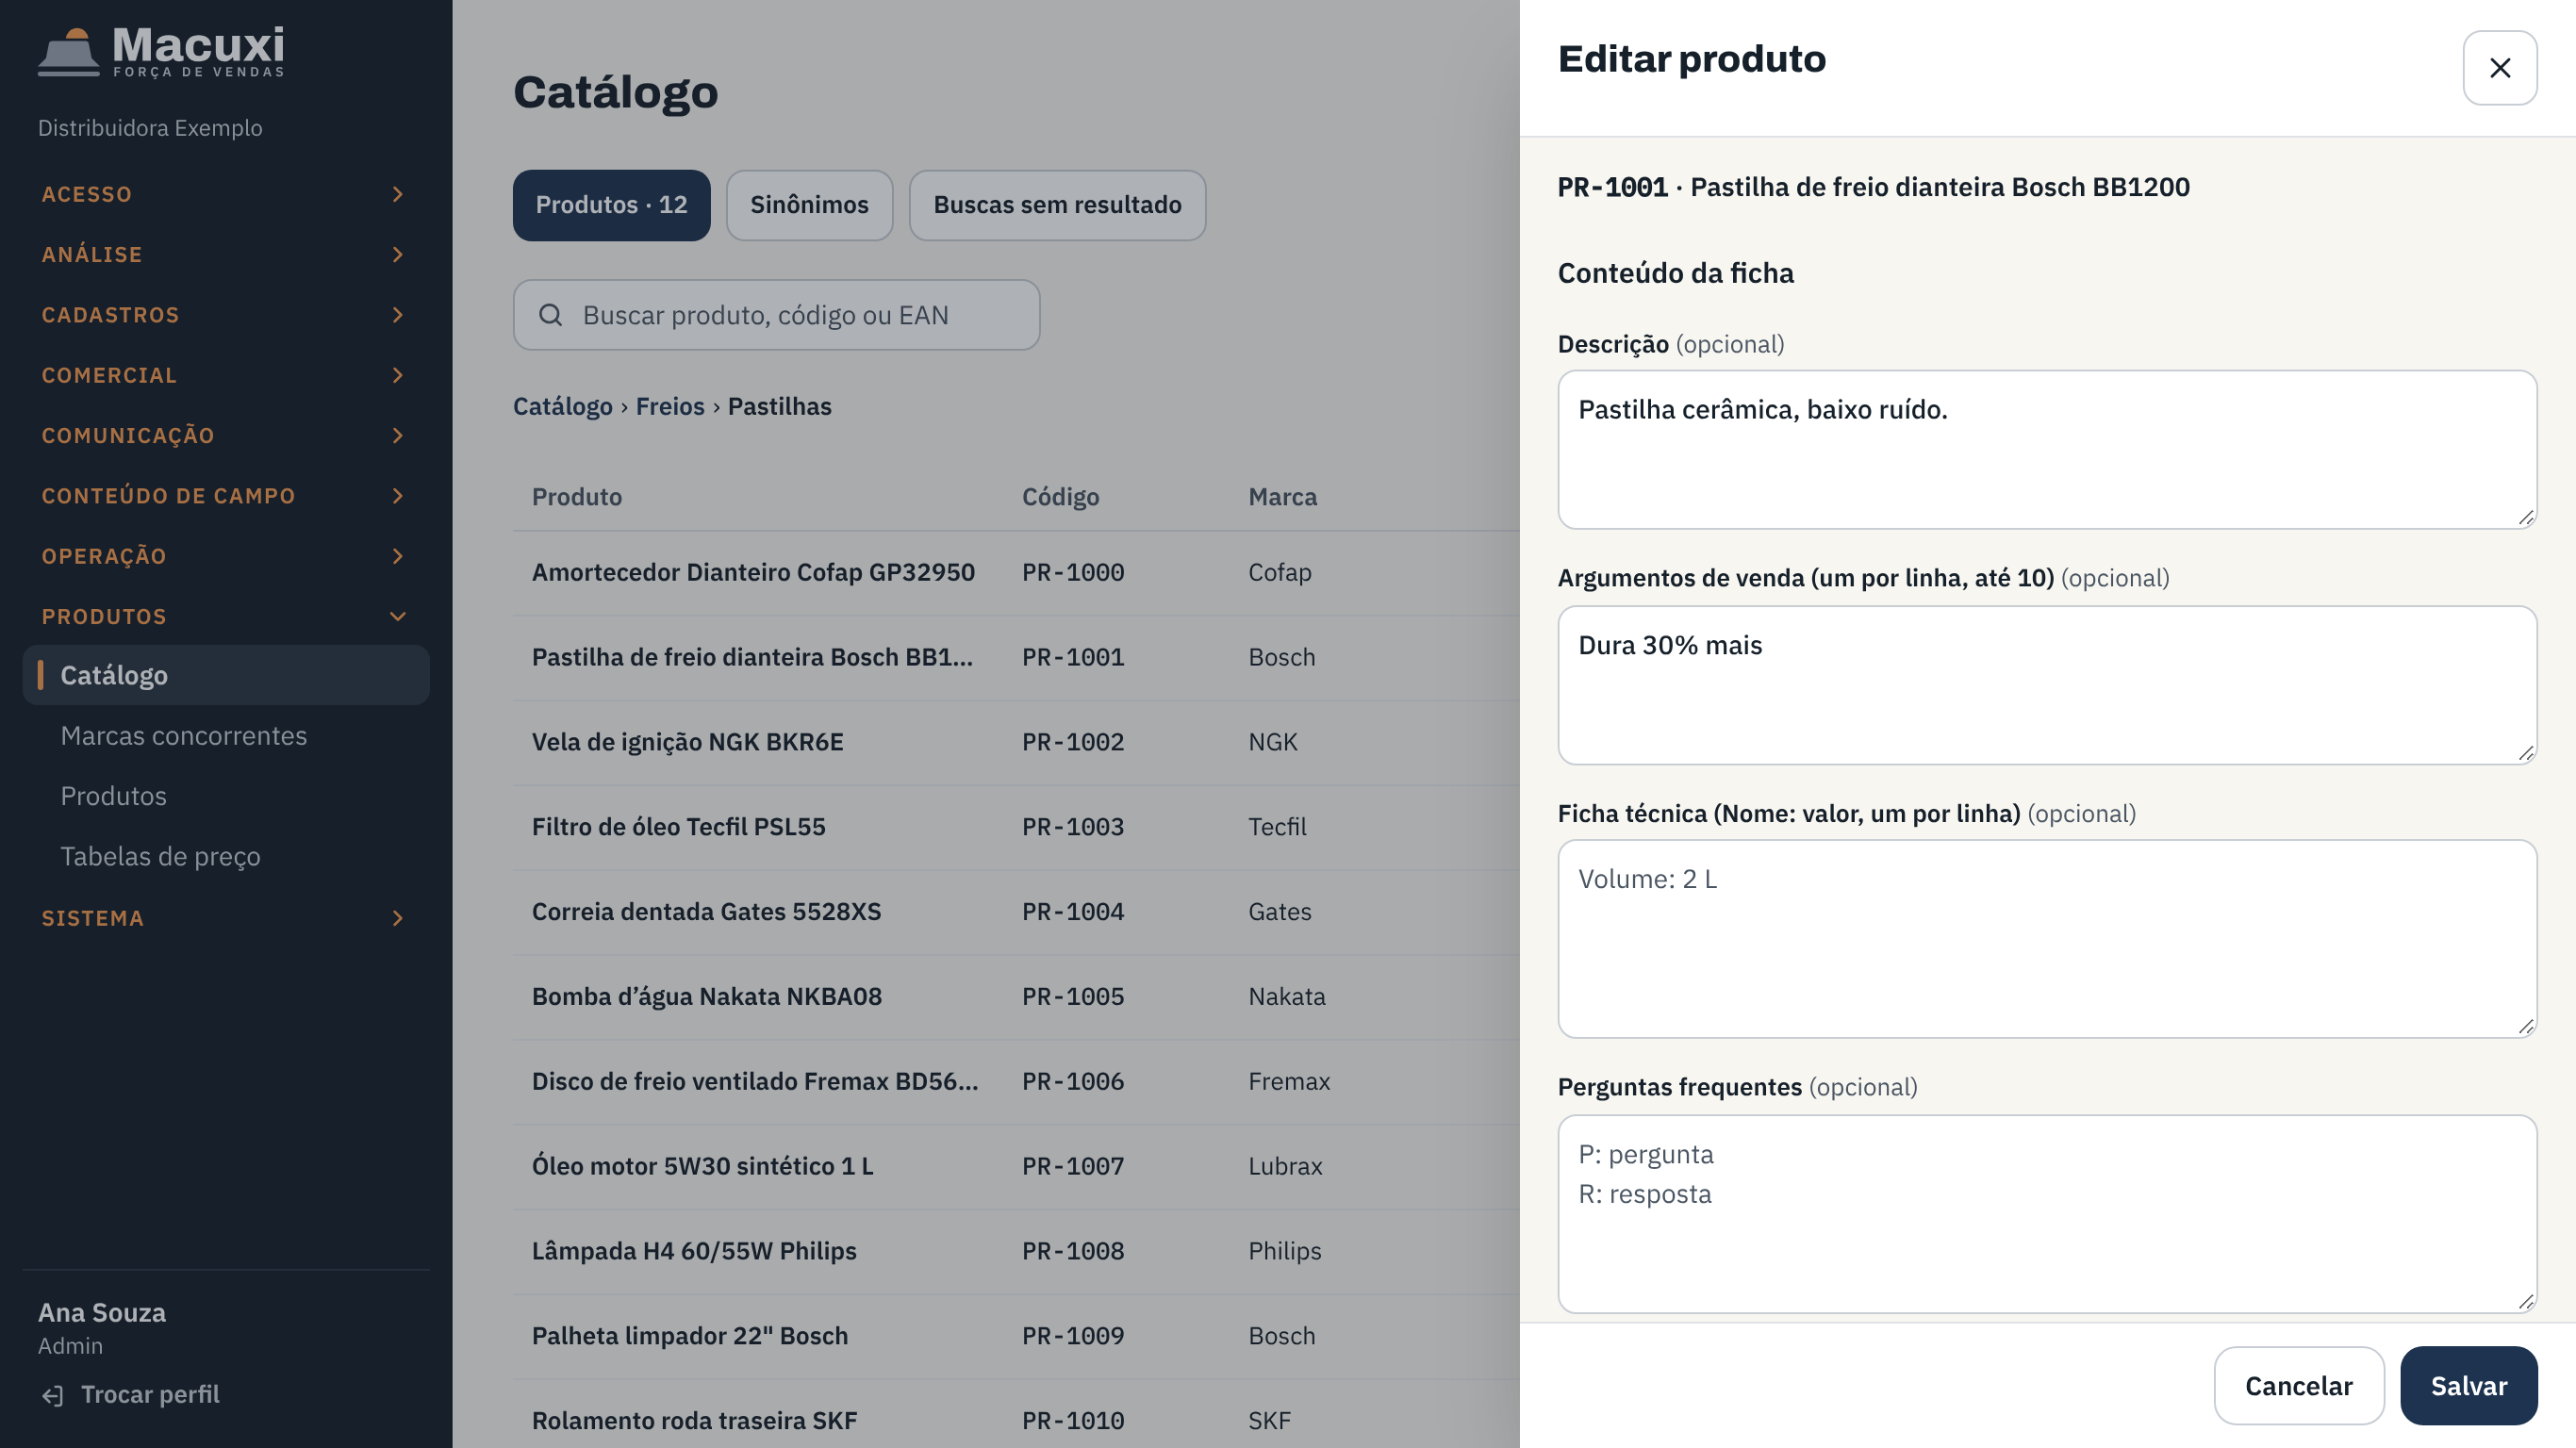 Macuxi
FORÇA DE VENDAS
Distribuidora Exemplo
ACESSO
ANÁLISE
CADASTROS
COMERCIAL
COMUNICAÇÃO
CONTEÚDO DE CAMPO
OPERAÇÃO
PRODUTOS
Catálogo
Marcas concorrentes
Produtos
Tabelas de preço
SISTEMA
Ana Souza
Admin
Trocar perfil
Catálogo
Produtos · 12
Sinônimos
Buscas sem resultado
Buscar produto, código ou EAN
Catálogo › Freios › Pastilhas
Produto Código Marca
Amortecedor Dianteiro Cofap GP32950 PR-1000 Cofap
Pastilha de freio dianteira Bosch BB1... PR-1001 Bosch
Vela de ignição NGK BKR6E PR-1002 NGK
Filtro de óleo Tecfil PSL55 PR-1003 Tecfil
Correia dentada Gates 5528XS PR-1004 Gates
Bomba d’água Nakata NKBA08 PR-1005 Nakata
Disco de freio ventilado Fremax BD56... PR-1006 Fremax
Óleo motor 5W30 sintético 1 L PR-1007 Lubrax
Lâmpada H4 60/55W Philips PR-1008 Philips
Palheta limpador 22" Bosch PR-1009 Bosch
Rolamento roda traseira SKF PR-1010 SKF
Editar produto
PR-1001 · Pastilha de freio dianteira Bosch BB1200
Conteúdo da ficha
Descrição (opcional)
Pastilha cerâmica, baixo ruído.
Argumentos de venda (um por linha, até 10) (opcional)
Dura 30% mais
Ficha técnica (Nome: valor, um por linha) (opcional)
Volume: 2 L
Perguntas frequentes (opcional)
P: pergunta
R: resposta
Cancelar
Salvar